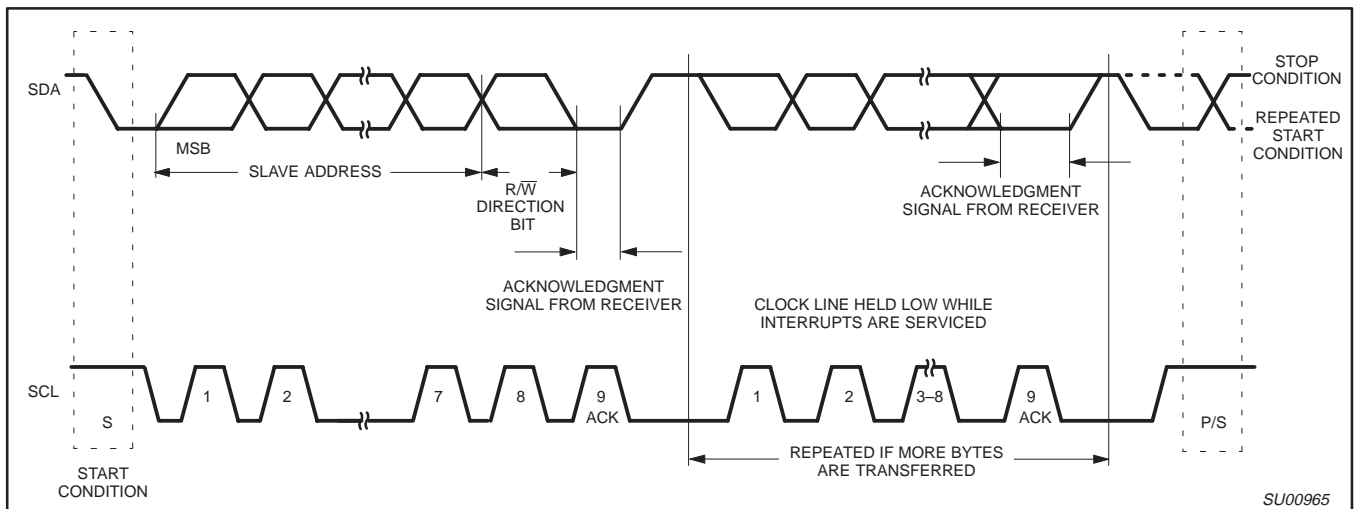 SDA
STOP
CONDITION
REPEATED
START
CONDITION
MSB
SLAVE ADDRESS
R/W̅
DIRECTION
BIT
ACKNOWLEDGMENT
SIGNAL FROM RECEIVER
ACKNOWLEDGMENT
SIGNAL FROM RECEIVER
CLOCK LINE HELD LOW WHILE
INTERRUPTS ARE SERVICED
SCL
S
1
2
7
8
9
ACK
1
2
3–8
9
ACK
P/S
START
CONDITION
REPEATED IF MORE BYTES
ARE TRANSFERRED
SU00965